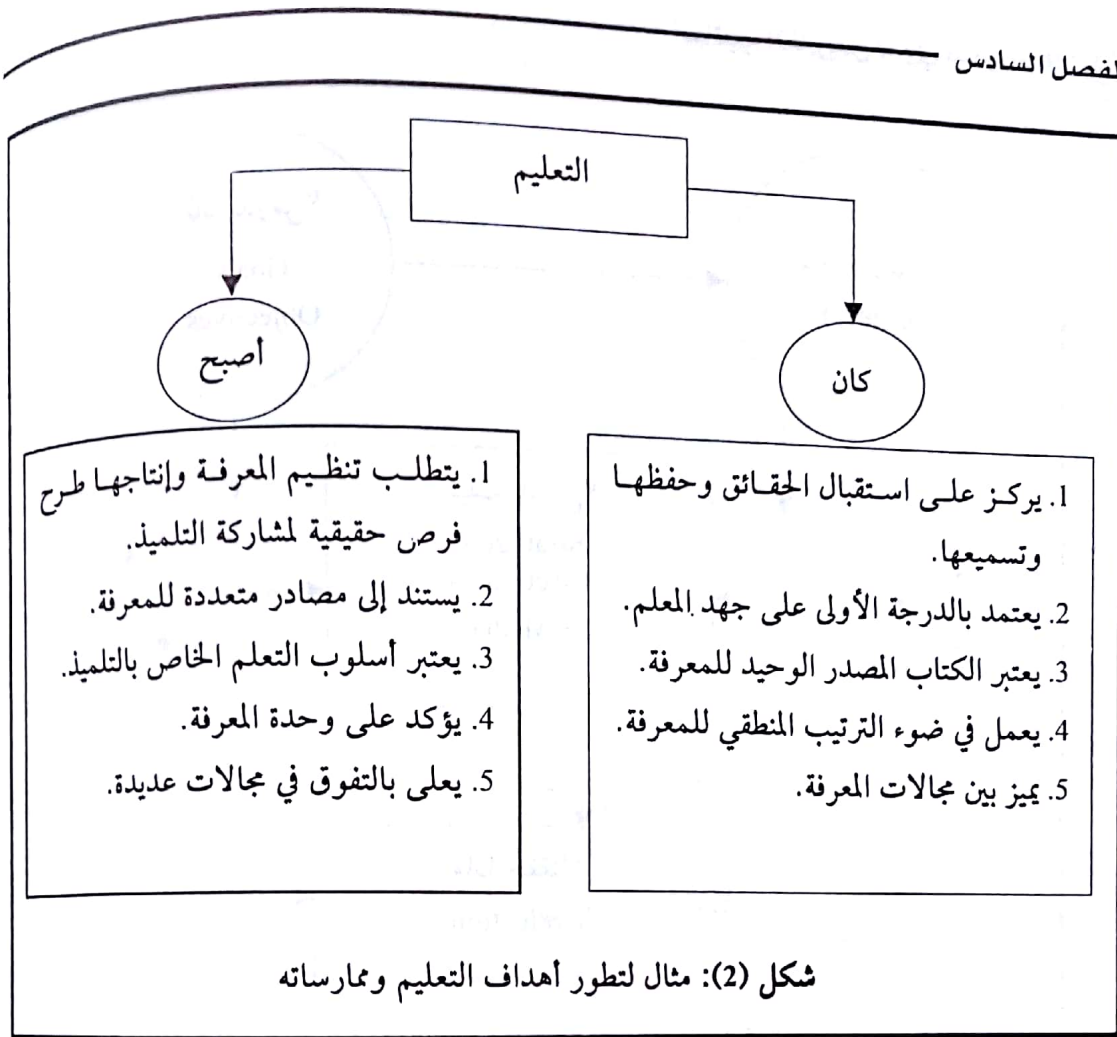 لفصل السادس
التعليم
كان
أصبح
1. يركز على استقبال الحقائق وحفظها
وتسميعها.
2. يعتمد بالدرجة الأولى على جهد المعلم.
3. يعتبر الكتاب المصدر الوحيد للمعرفة.
4. يعمل في ضوء الترتيب المنطقي للمعرفة.
5. يميز بين مجالات المعرفة.
1. يتطلب تنظيم المعرفة وإنتاجها طرح
فرص حقيقية لمشاركة التلميذ.
2. يستند إلى مصادر متعددة للمعرفة.
3. يعتبر أسلوب التعلم الخاص بالتلميذ.
4. يؤكد على وحدة المعرفة.
5. يعلى بالتفوق في مجالات عديدة.
شكل (2): مثال لتطور أهداف التعليم وممارساته